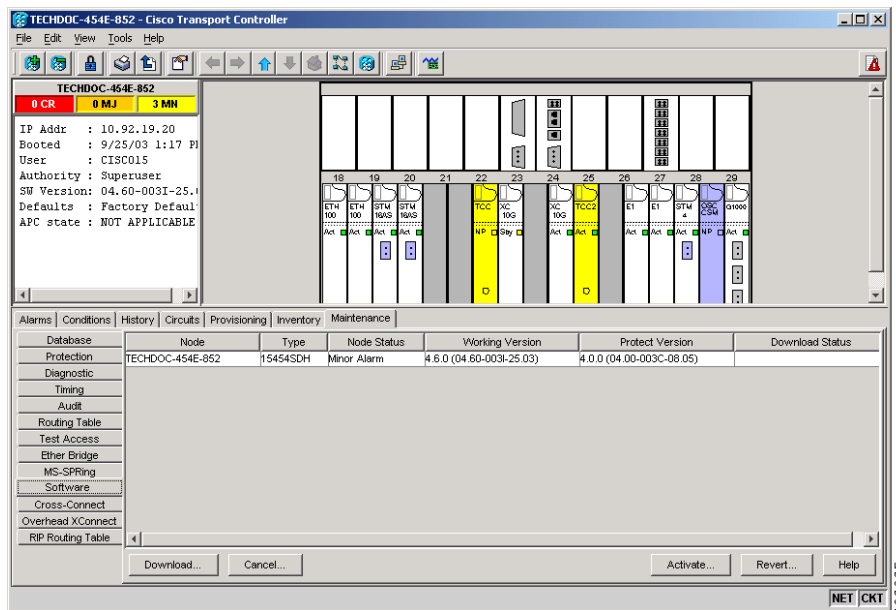 TECHDOC-454E-852 - Cisco Transport Controller
File Edit View Tools Help
TECHDOC-454E-852
0 CR 0 MJ 3 MN
IP Addr : 10.92.19.20
Booted : 9/25/03 1:17 P
User : CISCO15
Authority : Superuser
SW Version: 04.60-003I-25.
Defaults : Factory Defaul
APC state : NOT APPLICABLE
18 19 20 21 22 23 24 25 26 27 28 29
ETH 100 ETH 100 STM 16AS STM 16AS TCC XC 10G XC 10G TCC2 E1 E1 STM 4 OSC CSM G1000
Act Act Act Act NP Sby Act Act Act Act Act NP Act
Alarms Conditions History Circuits Provisioning Inventory Maintenance
Database
Protection
Diagnostic
Timing
Audit
Routing Table
Test Access
Ether Bridge
MS-SPRing
Software
Cross-Connect
Overhead XConnect
RIP Routing Table
Node Type Node Status Working Version Protect Version Download Status
TECHDOC-454E-852 15454SDH Minor Alarm 4.6.0 (04.60-003I-25.03) 4.0.0 (04.00-003C-08.05)
Download... Cancel... Activate... Revert... Help
NET CKT